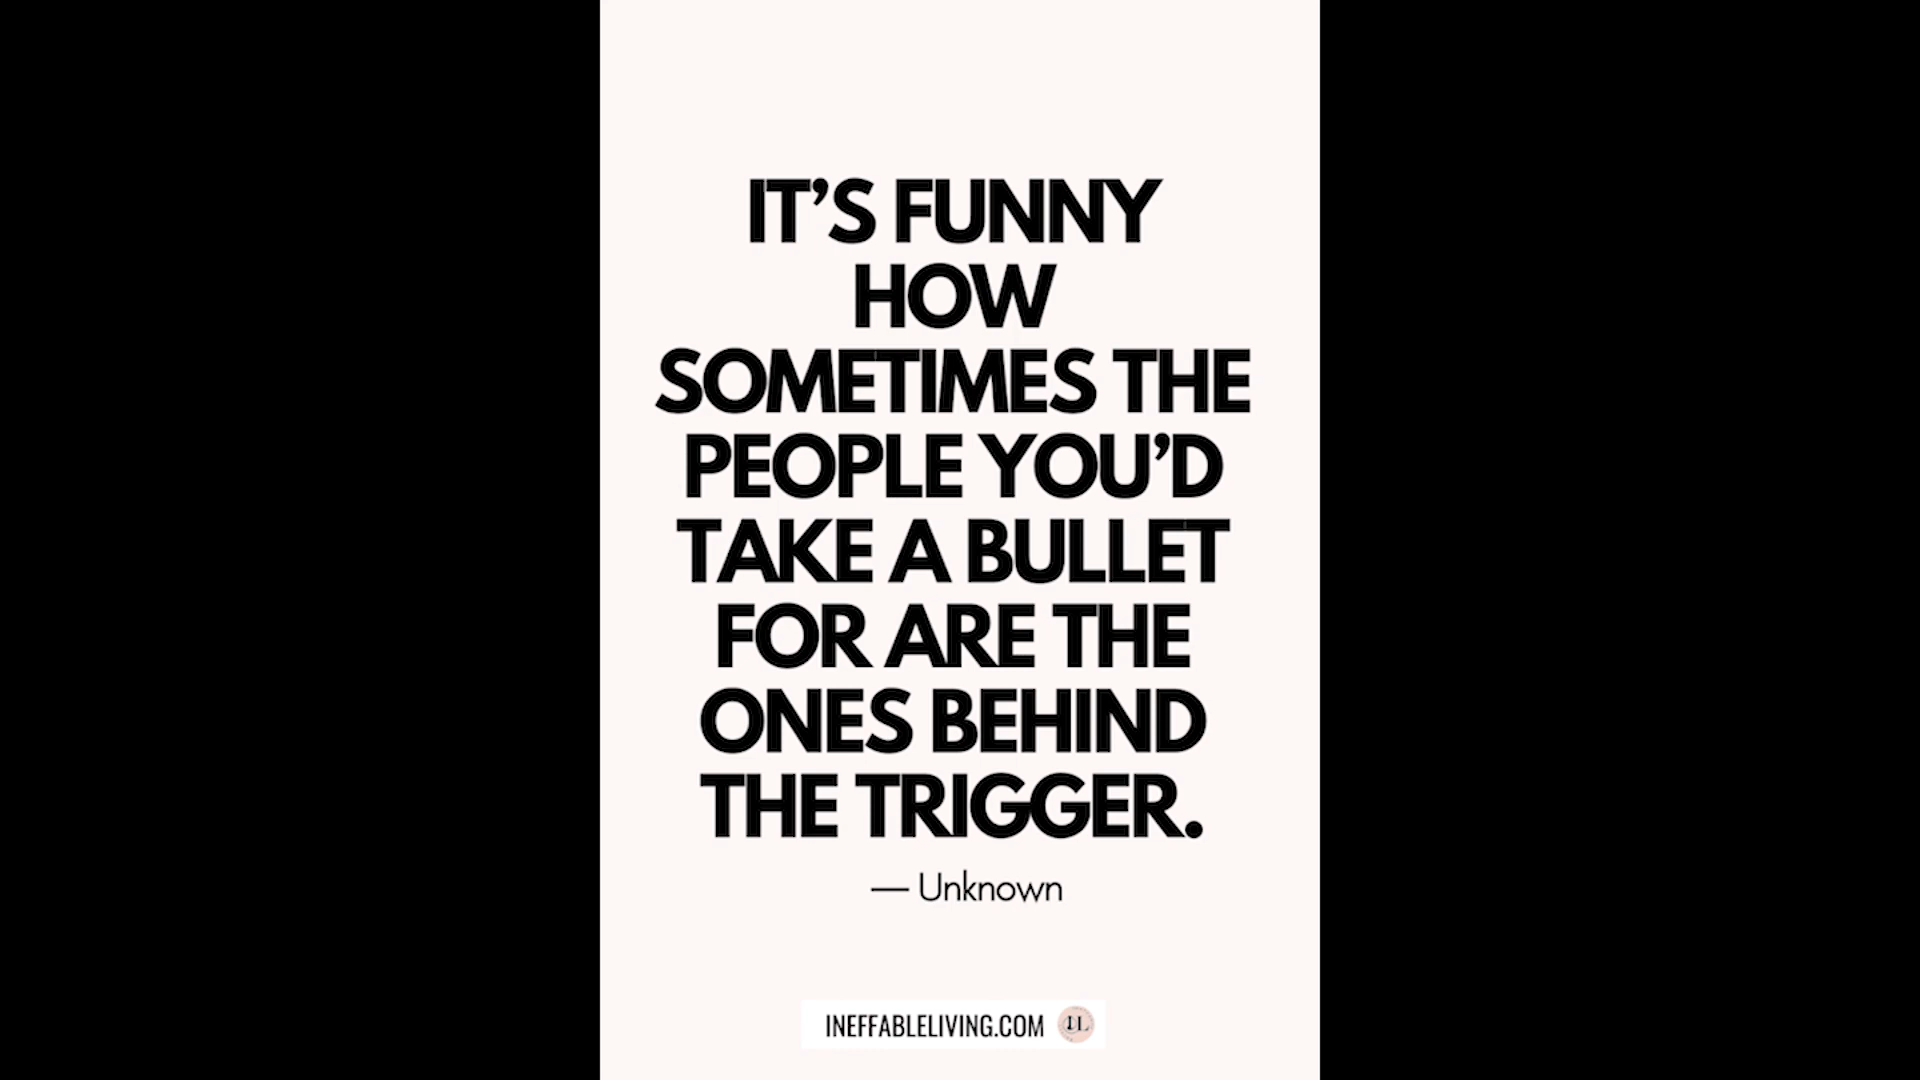 IT’S FUNNY
HOW
SOMETIMES THE
PEOPLE YOU’D
TAKE A BULLET
FOR ARE THE
ONES BEHIND
THE TRIGGER.
— Unknown
INEFFABLELIVING.COM IL